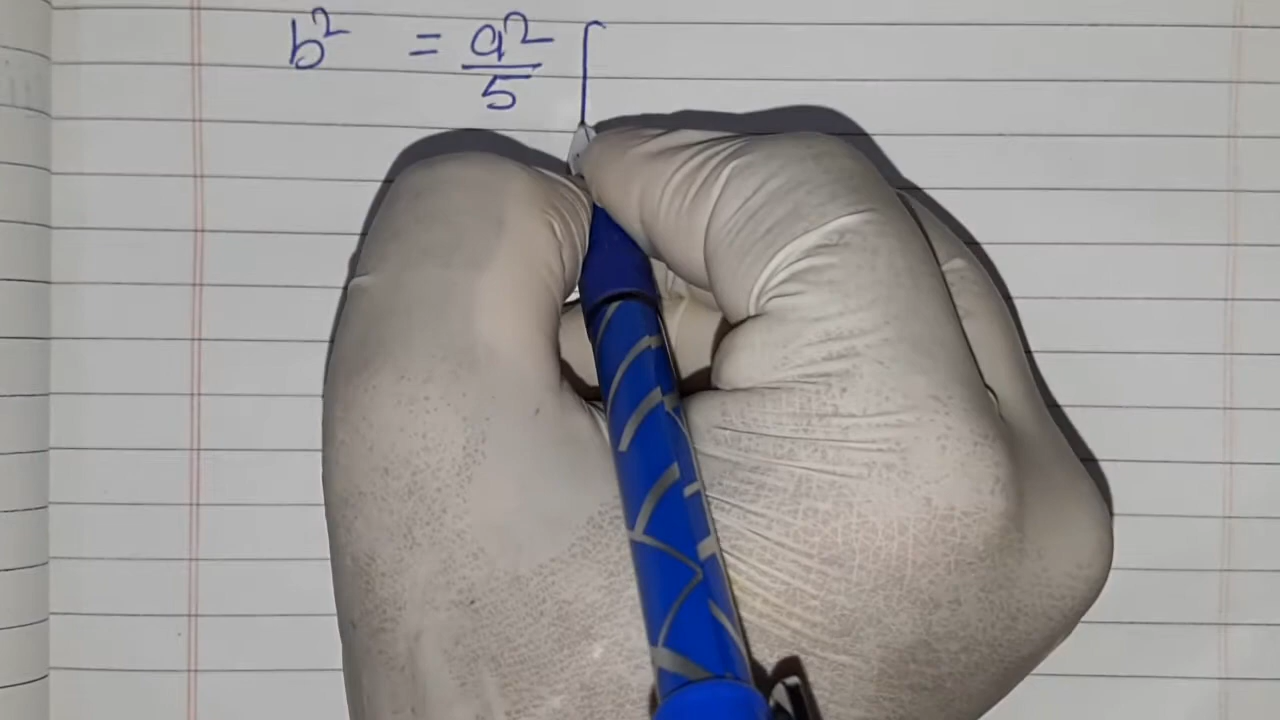 b² = a²/5